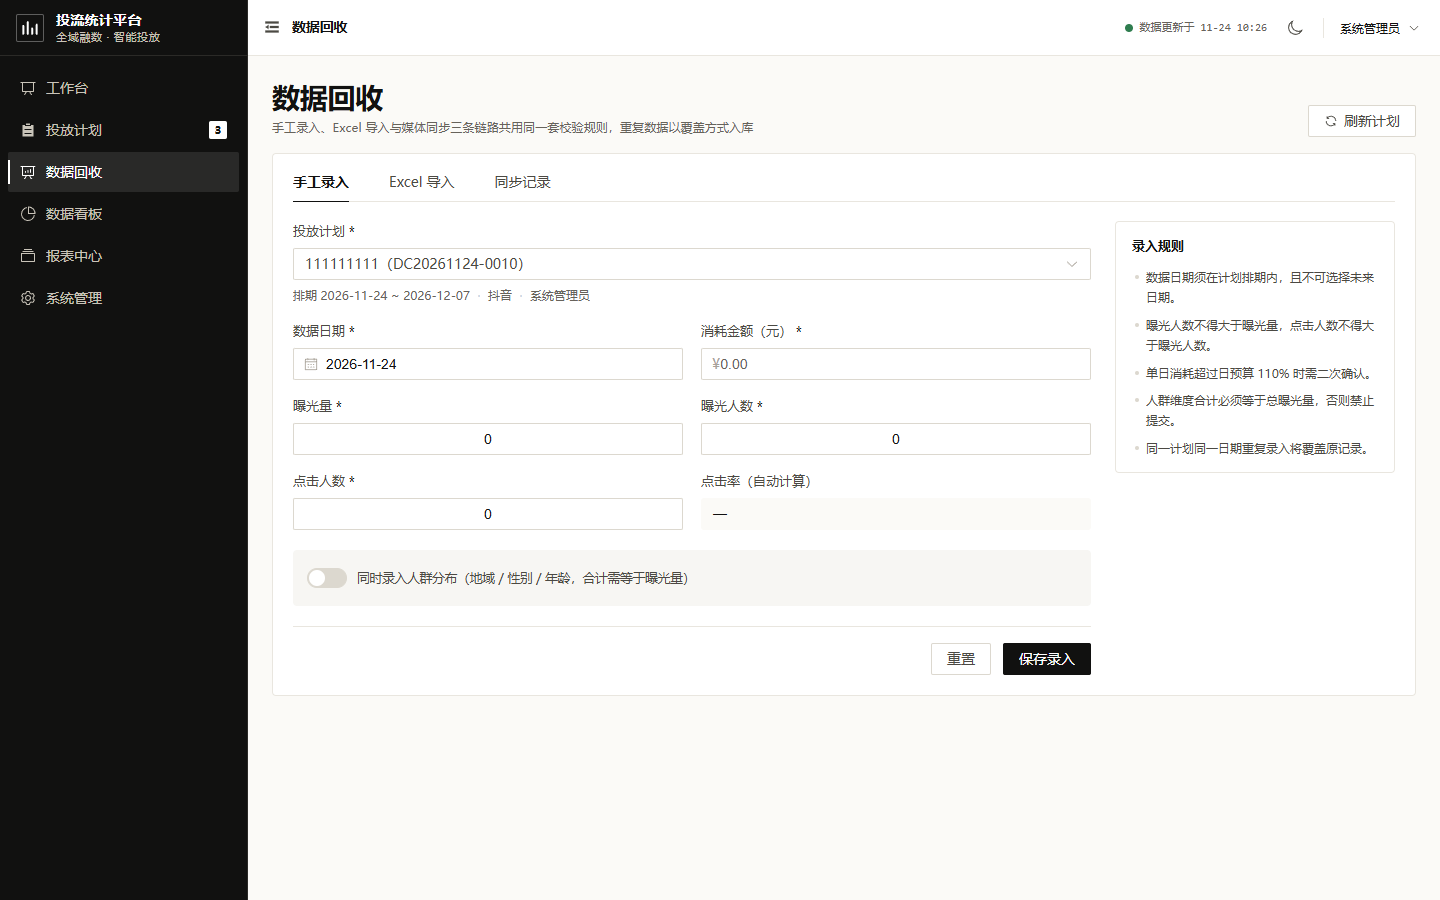 投流统计平台
全域融数 · 智能投放
工作台
投放计划 3
数据回收
数据看板
报表中心
系统管理
数据回收
数据更新于 11-24 10:26
系统管理员
数据回收
手工录入、Excel 导入与媒体同步三条链路共用同一套校验规则，重复数据以覆盖方式入库
刷新计划
手工录入 Excel 导入 同步记录
投放计划 *
111111111（DC20261124-0010）
排期 2026-11-24 ~ 2026-12-07 · 抖音 · 系统管理员
数据日期 *
2026-11-24
消耗金额（元） *
¥0.00
曝光量 *
0
曝光人数 *
0
点击人数 *
0
点击率（自动计算）
—
同时录入人群分布（地域 / 性别 / 年龄，合计需等于曝光量）
重置 保存录入
录入规则
数据日期须在计划排期内，且不可选择未来
日期。
曝光人数不得大于曝光量，点击人数不得大
于曝光人数。
单日消耗超过日预算 110% 时需二次确认。
人群维度合计必须等于总曝光量，否则禁止
提交。
同一计划同一日期重复录入将覆盖原记录。